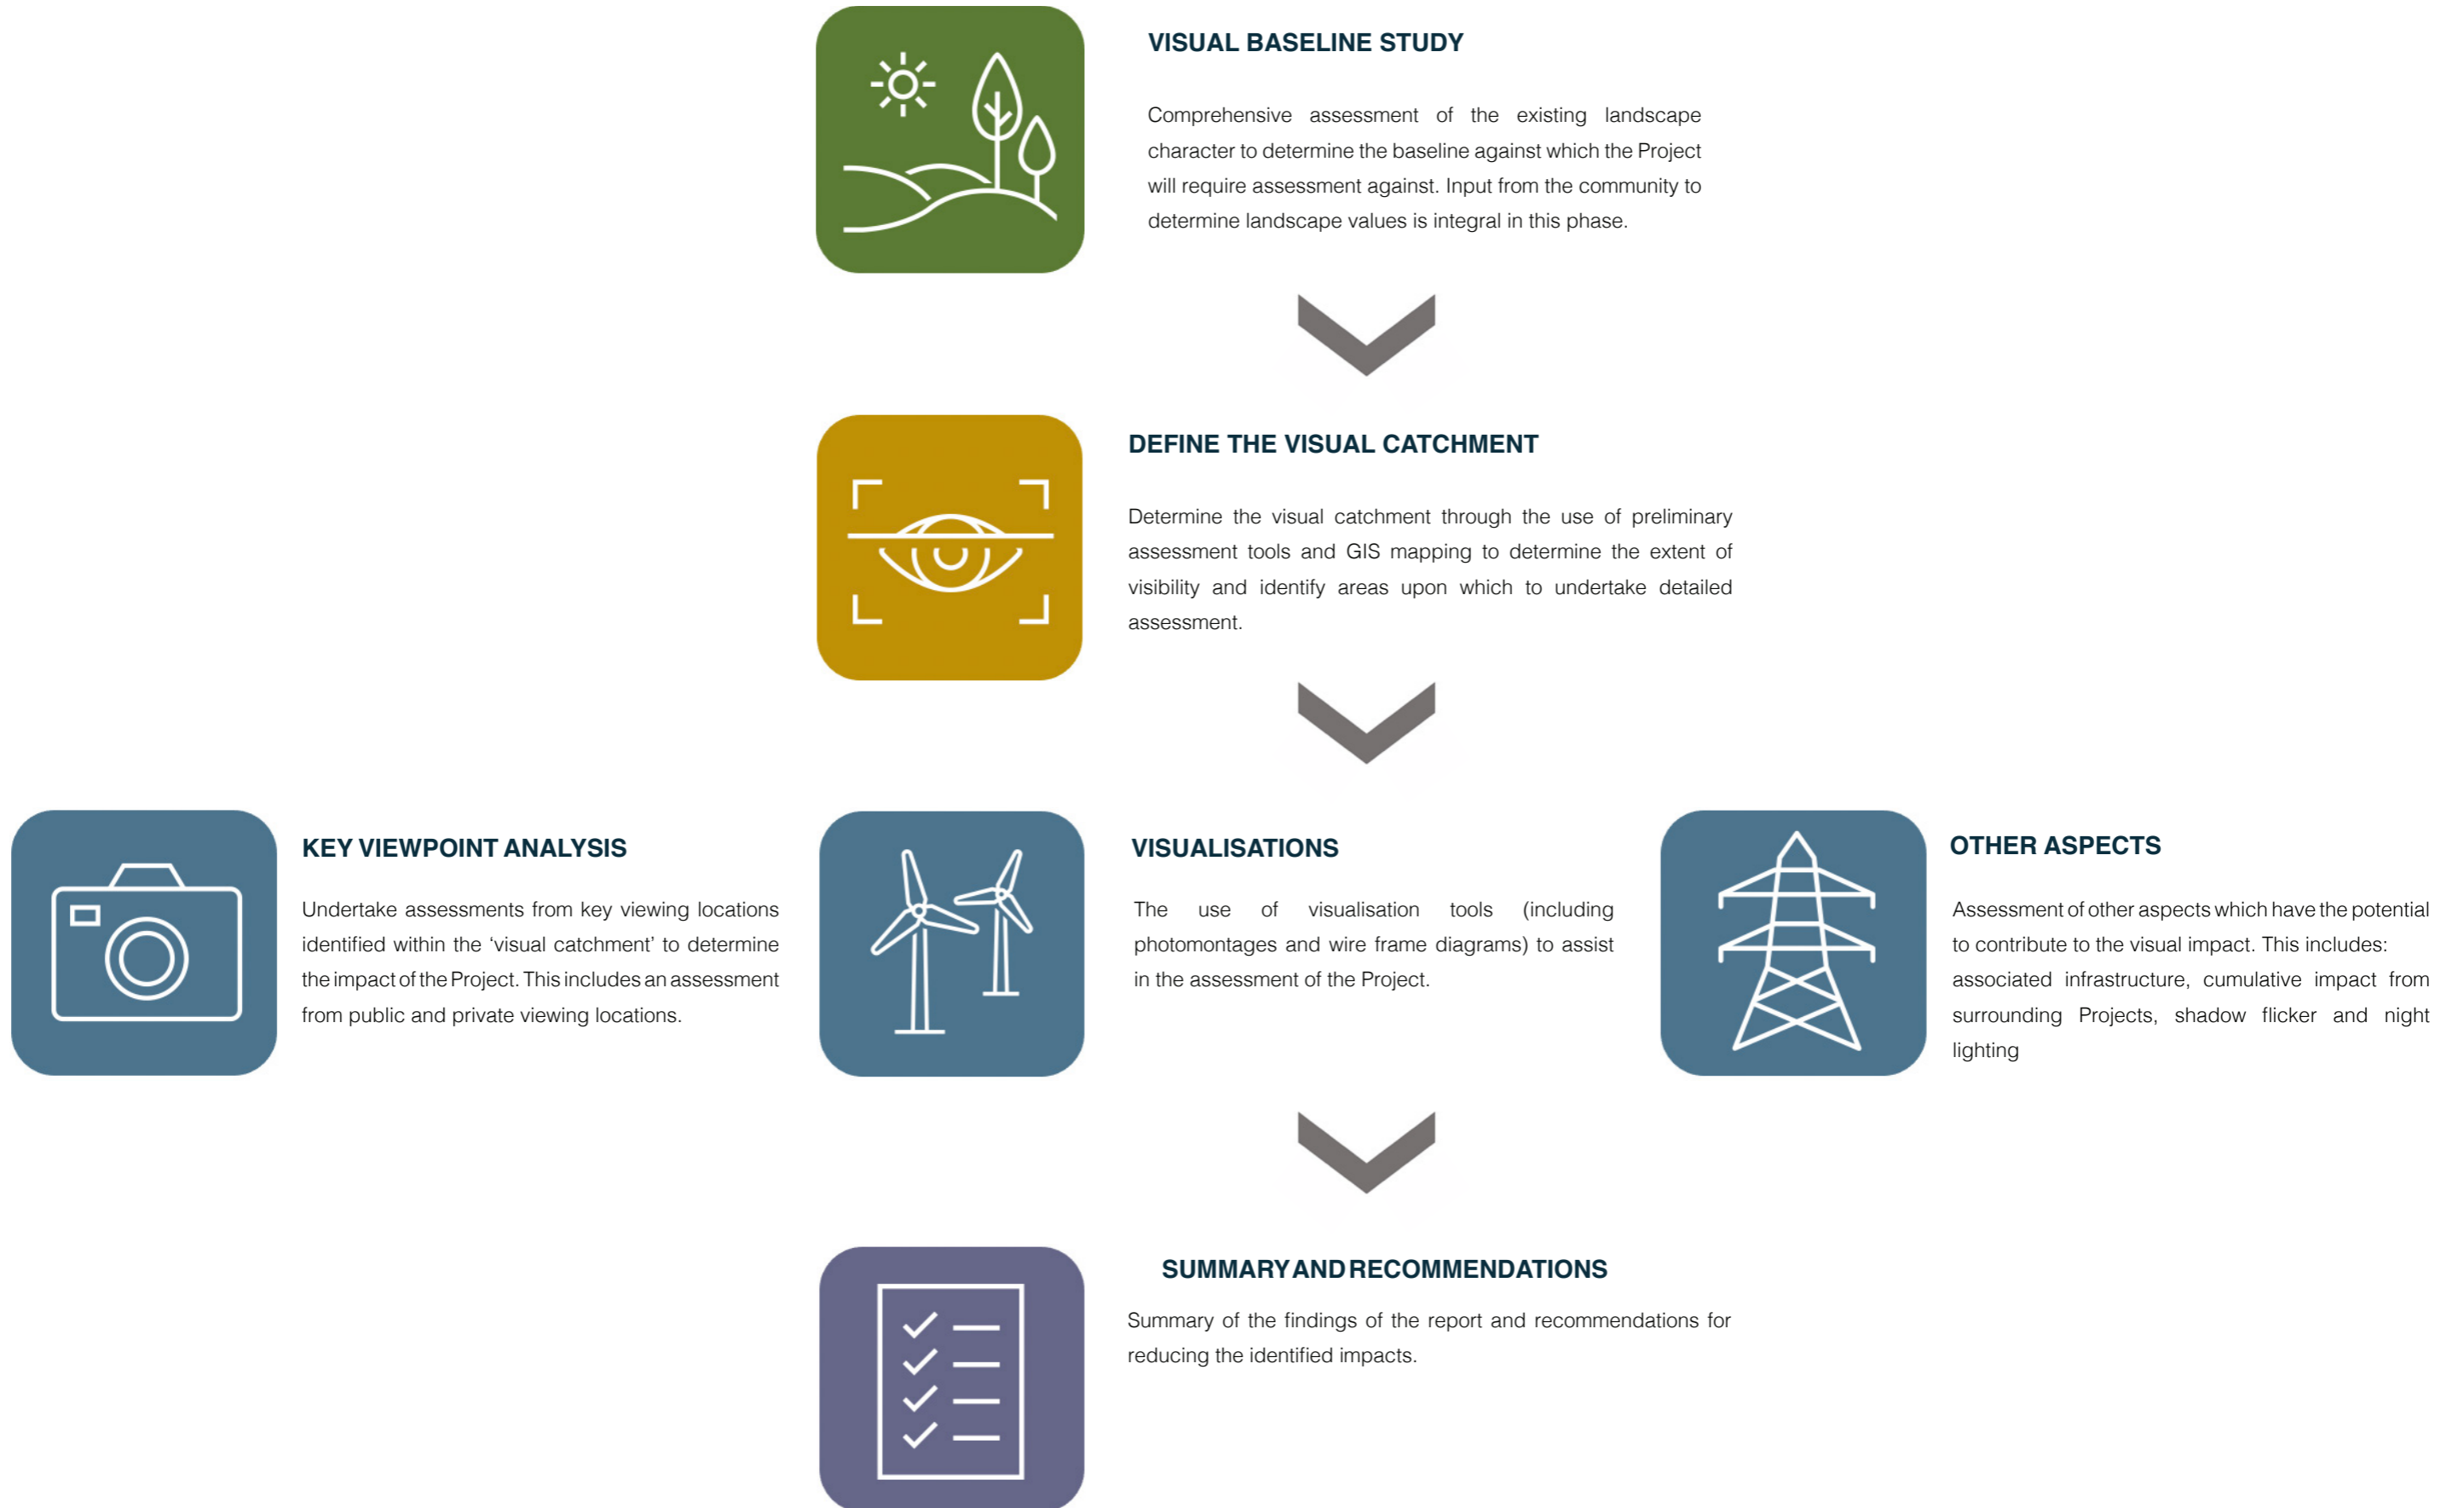 VISUAL BASELINE STUDY
Comprehensive assessment of the existing landscape
character to determine the baseline against which the Project
will require assessment against. Input from the community to
determine landscape values is integral in this phase.
DEFINE THE VISUAL CATCHMENT
Determine the visual catchment through the use of preliminary
assessment tools and GIS mapping to determine the extent of
visibility and identify areas upon which to undertake detailed
assessment.
KEY VIEWPOINT ANALYSIS
Undertake assessments from key viewing locations
identified within the ‘visual catchment’ to determine
the impact of the Project. This includes an assessment
from public and private viewing locations.
VISUALISATIONS
The use of visualisation tools (including
photomontages and wire frame diagrams) to assist
in the assessment of the Project.
OTHER ASPECTS
Assessment of other aspects which have the potential
to contribute to the visual impact. This includes:
associated infrastructure, cumulative impact from
surrounding Projects, shadow flicker and night
lighting
SUMMARY AND RECOMMENDATIONS
Summary of the findings of the report and recommendations for
reducing the identified impacts.